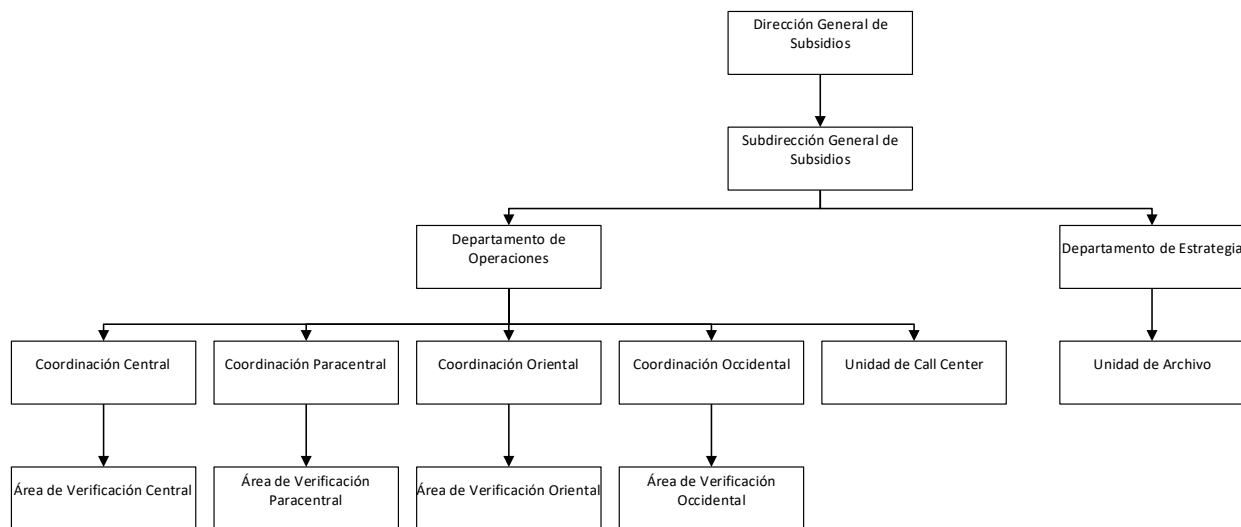 Dirección General de
Subsidios
Subdirección General de
Subsidios
Departamento de
Operaciones
Departamento de Estrategia
Coordinación Central
Coordinación Paracentral
Coordinación Oriental
Coordinación Occidental
Unidad de Call Center
Unidad de Archivo
Área de Verificación Central
Área de Verificación
Paracentral
Área de Verificación Oriental
Área de Verificación
Occidental